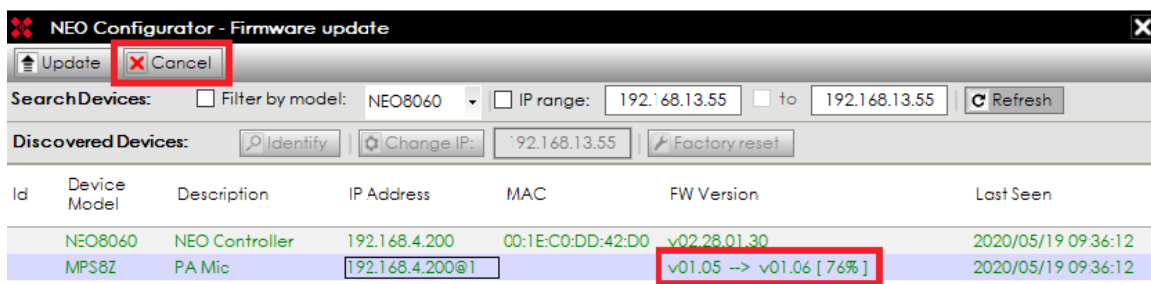 NEO Configurator - Firmware update
Update Cancel
Search Devices: Filter by model: NEO8060 IP range: 192.168.13.55 to 192.168.13.55 Refresh
Discovered Devices: Identify Change IP: 192.168.13.55 Factory reset
Id Device Model Description IP Address MAC FW Version Last Seen
NEO8060 NEO Controller 192.168.4.200 00:1E:C0:DD:42:D0 v02.28.01.30 2020/05/19 09:36:12
MPS8Z PA Mic 192.168.4.200@1 v01.05 --> v01.06 [ 76% ] 2020/05/19 09:36:12